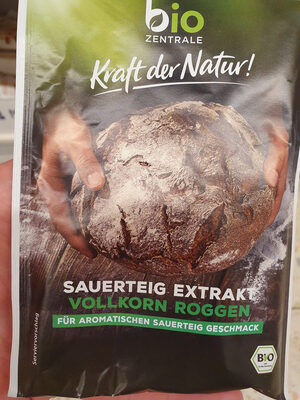 bio
ZENTRALE
Kraft der Natur!
SAUERTEIG EXTRAKT
VOLLKORN ROGGEN
FÜR AROMATISCHEN SAUERTEIG GESCHMACK
Serviervorschlag
BIO